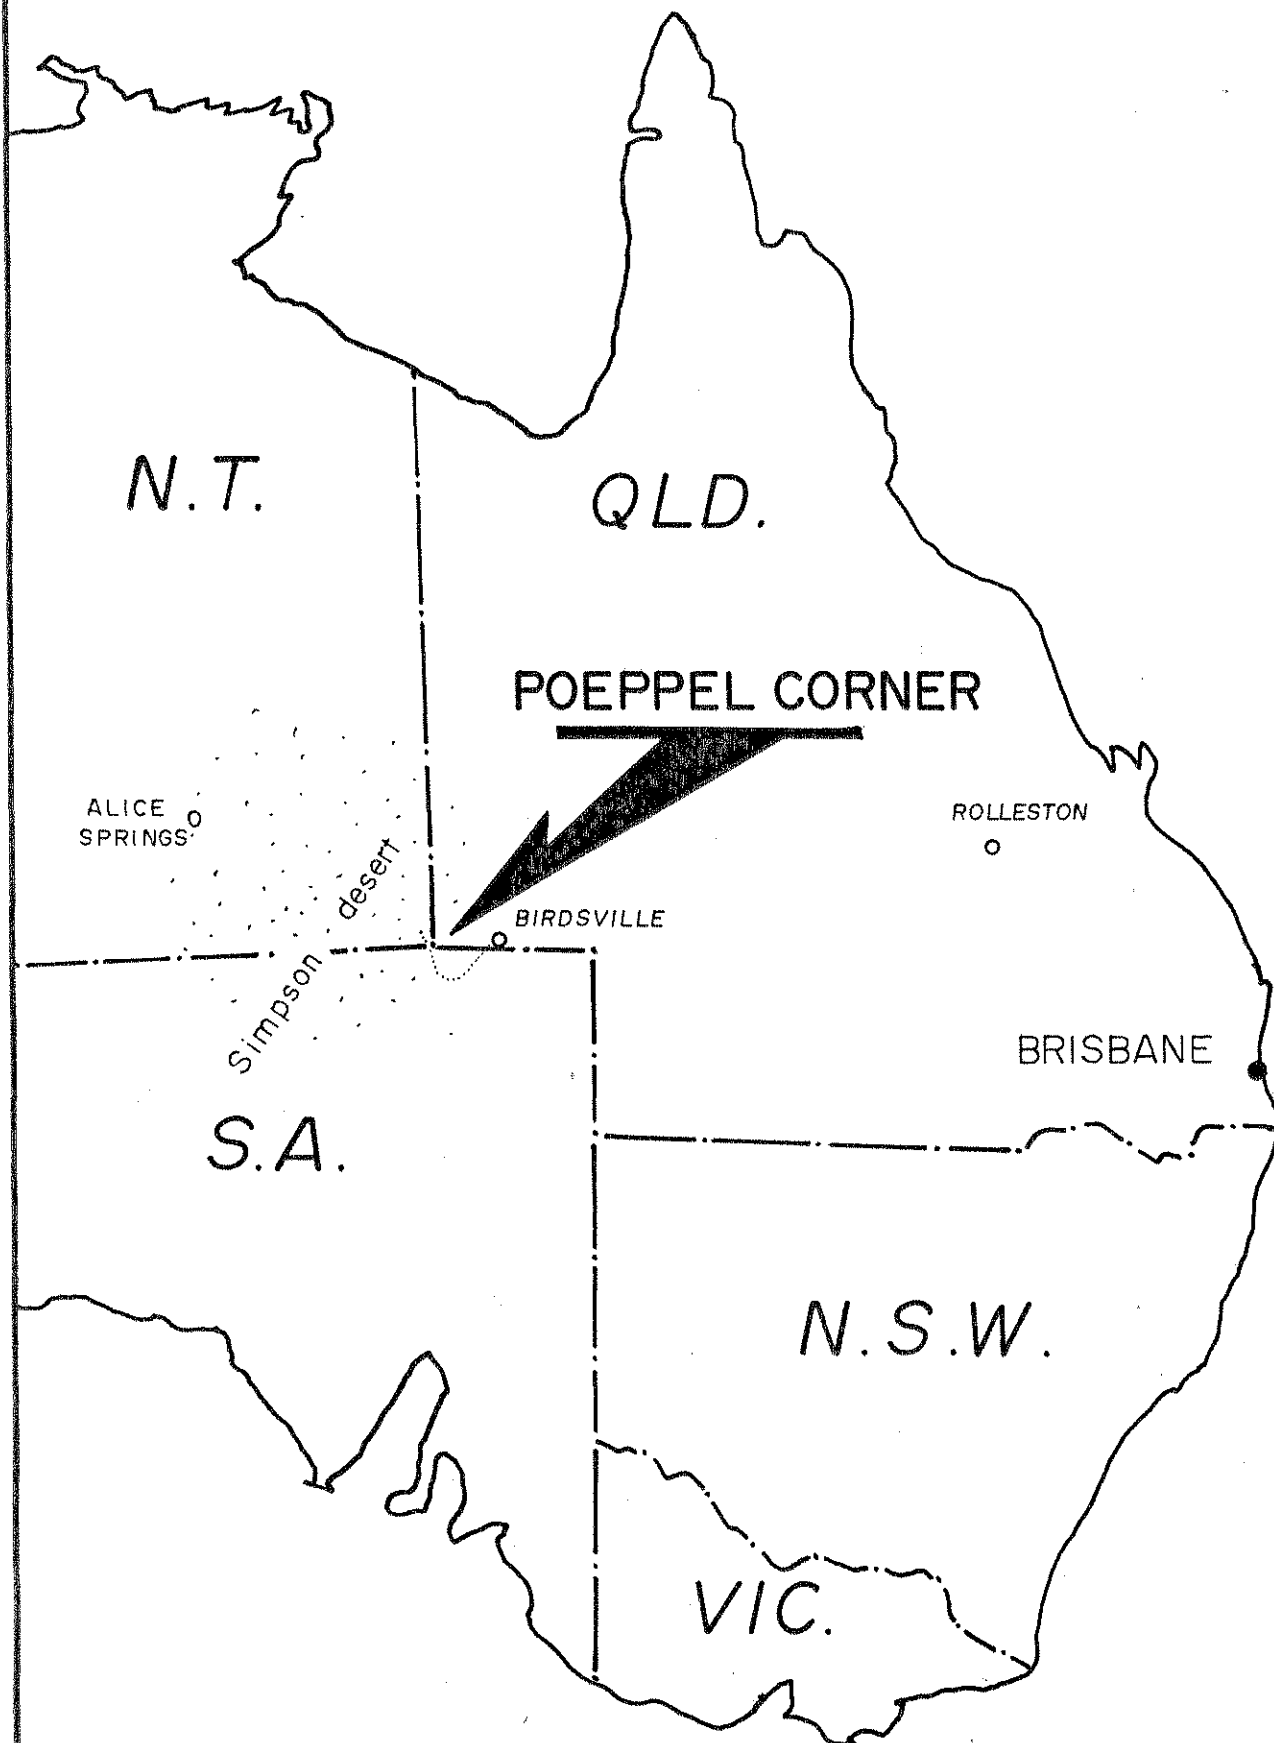 N.T.
QLD.
POEPPEL CORNER
ALICE
SPRINGS
ROLLESTON
Simpson desert
BIRDSVILLE
BRISBANE
S.A.
N.S.W.
VIC.